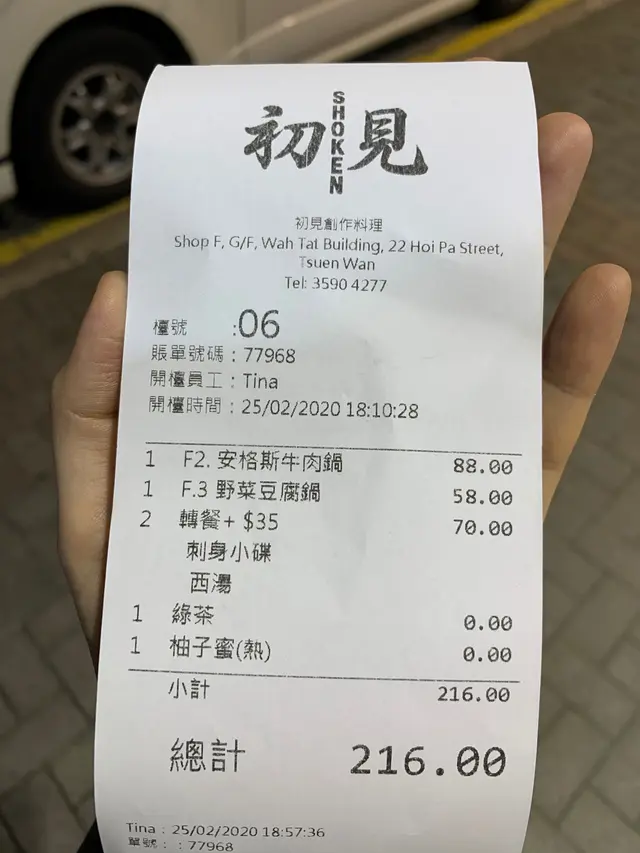 初見
SHOKEN
初見創作料理
Shop F, G/F, Wah Tat Building, 22 Hoi Pa Street,
Tsuen Wan
Tel: 3590 4277
檯號 :06
賬單號碼 : 77968
開檯員工 : Tina
開檯時間 : 25/02/2020 18:10:28
1 F2. 安格斯牛肉鍋 88.00
1 F.3 野菜豆腐鍋 58.00
2 轉餐+ $35 70.00
刺身小碟
西湯
1 綠茶 0.00
1 柚子蜜(熱) 0.00
小計 216.00
總計 216.00
Tina : 25/02/2020 18:57:36
單號: : 77968